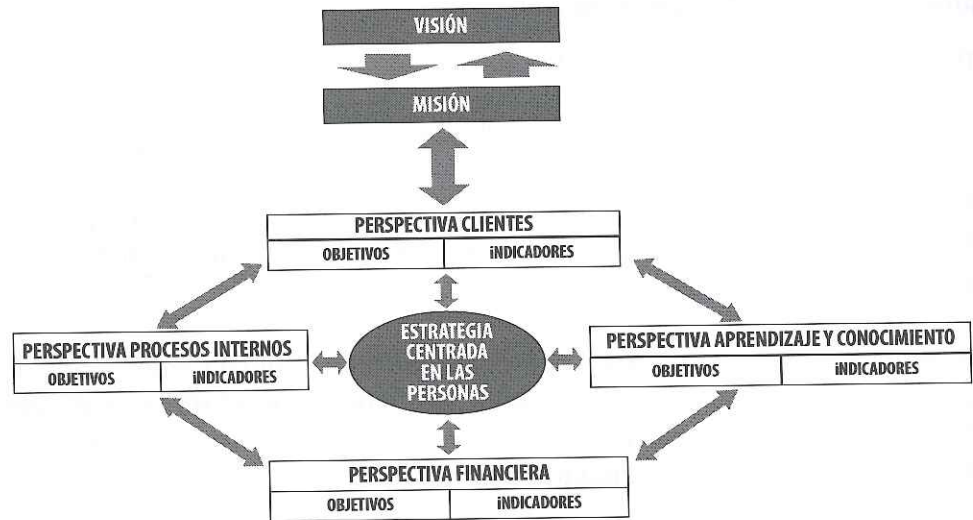 VISIÓN
MISIÓN
PERSPECTIVA CLIENTES
OBJETIVOS
iNDICADORES
ESTRATEGIA
CENTRADA
EN LAS
PERSONAS
PERSPECTIVA PROCESOS INTERNOS
OBJETIVOS
iNDICADORES
PERSPECTIVA APRENDIZAJE Y CONOCIMIENTO
OBJETIVOS
iNDICADORES
PERSPECTIVA FINANCIERA
OBJETIVOS
iNDICADORES